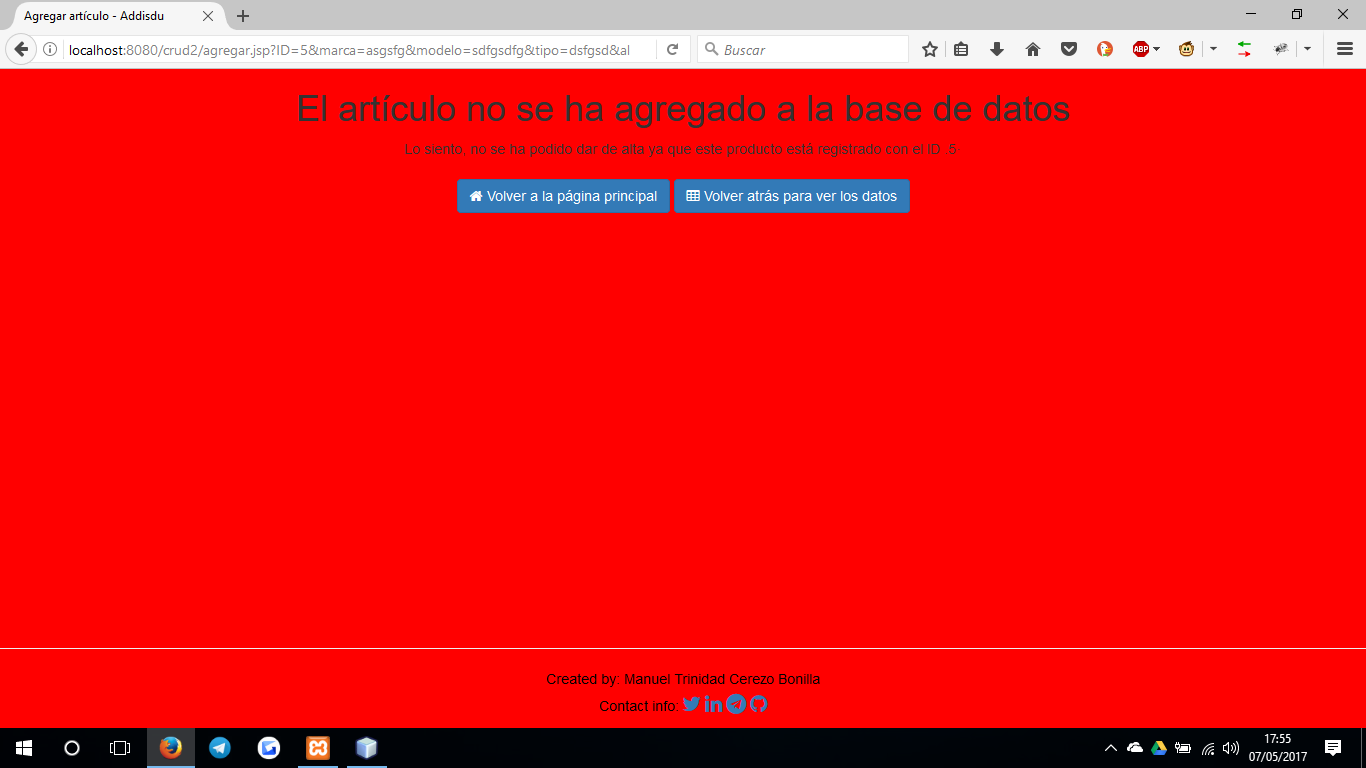 Agregar artículo - Addisdu
localhost:8080/crud2/agregar.jsp?ID=5&marca=asgsfg&modelo=sdfgsdfg&tipo=dsfgsd&al
Buscar
ABP
El artículo no se ha agregado a la base de datos
Lo siento, no se ha podido dar de alta ya que este producto está registrado con el ID 5
Volver a la página principal
Volver atrás para ver los datos
Created by: Manuel Trinidad Cerezo Bonilla
Contact info:
17:55
07/05/2017